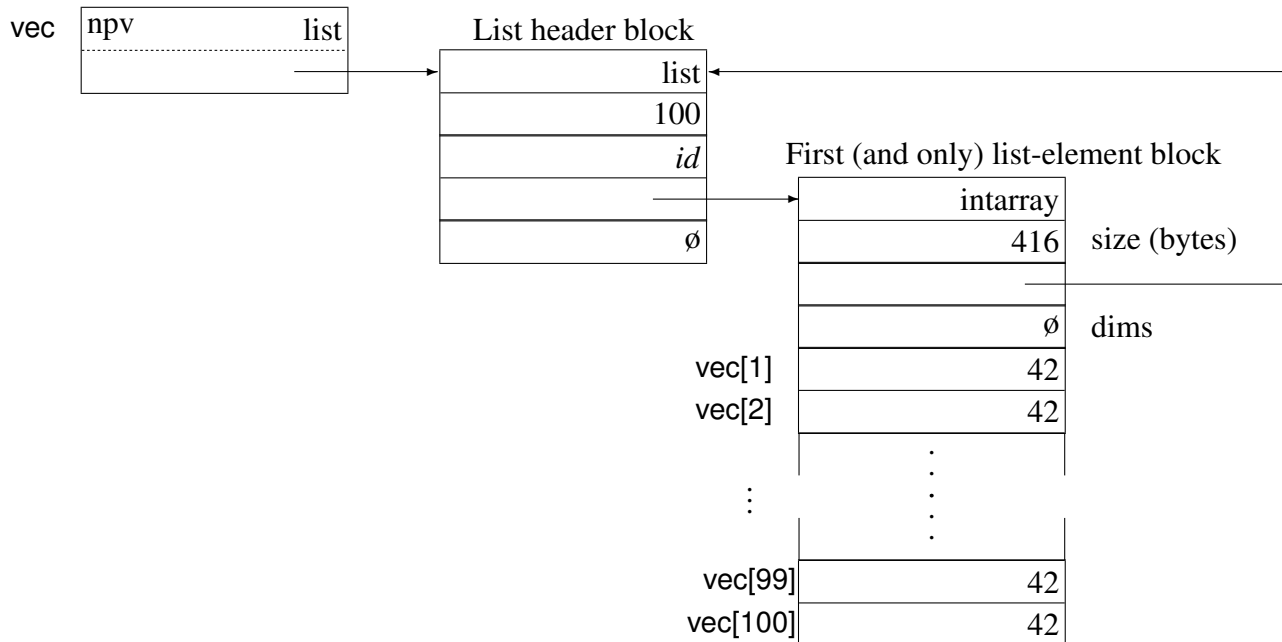 vec npv list
List header block
list
100
id
First (and only) list-element block
intarray
ø
416 size (bytes)
ø dims
vec[1] 42
vec[2] 42
vec[99] 42
vec[100] 42